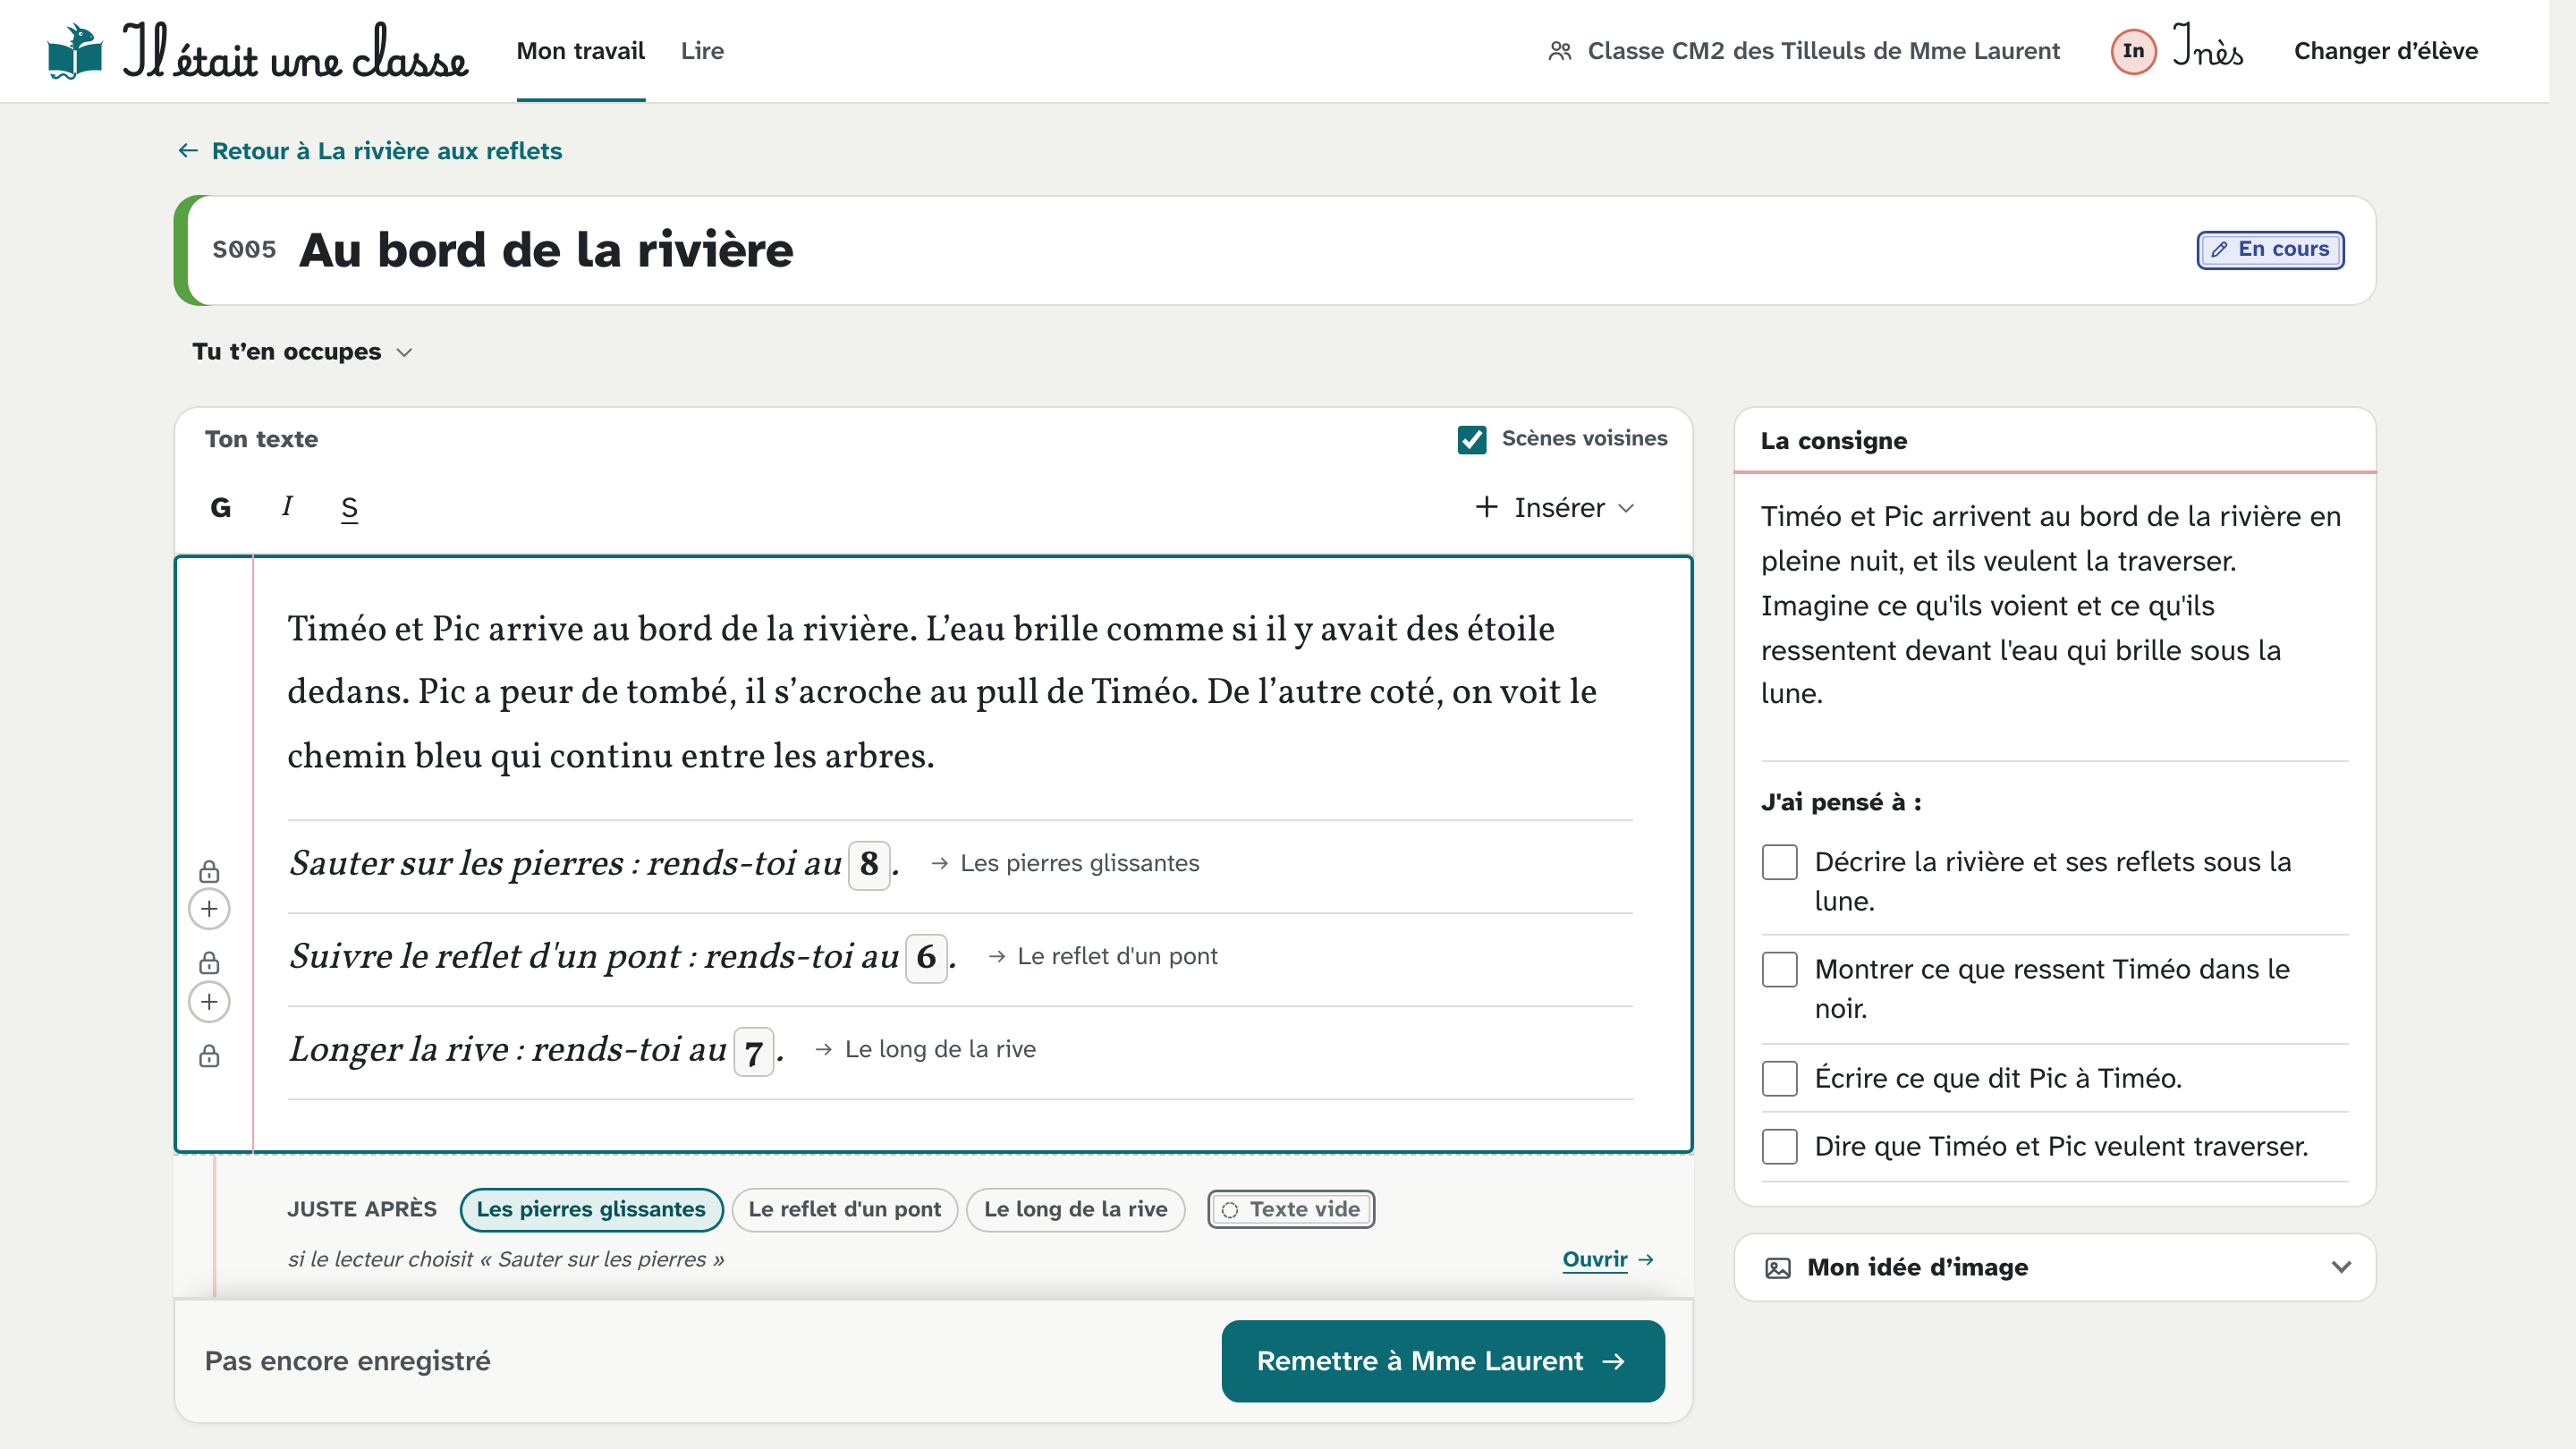 Il était une classe
Mon travail
Lire
Classe CM2 des Tilleuls de Mme Laurent
In
Inès
Changer d’élève
← Retour à La rivière aux reflets
S005 Au bord de la rivière
En cours
Tu t’en occupes
Ton texte
Scènes voisines
G I S
+ Insérer
Timéo et Pic arrive au bord de la rivière. L’eau brille comme si il y avait des étoile
dedans. Pic a peur de tombé, il s’acroche au pull de Timéo. De l’autre coté, on voit le
chemin bleu qui continu entre les arbres.
Sauter sur les pierres : rends-toi au 8. → Les pierres glissantes
Suivre le reflet d'un pont : rends-toi au 6. → Le reflet d'un pont
Longer la rive : rends-toi au 7. → Le long de la rive
JUSTE APRÈS Les pierres glissantes Le reflet d'un pont Le long de la rive Texte vide
si le lecteur choisit « Sauter sur les pierres »
Ouvrir →
Pas encore enregistré
Remettre à Mme Laurent →
La consigne
Timéo et Pic arrivent au bord de la rivière en
pleine nuit, et ils veulent la traverser.
Imagine ce qu'ils voient et ce qu'ils
ressentent devant l'eau qui brille sous la
lune.
J'ai pensé à :
Décrire la rivière et ses reflets sous la
lune.
Montrer ce que ressent Timéo dans le
noir.
Écrire ce que dit Pic à Timéo.
Dire que Timéo et Pic veulent traverser.
Mon idée d’image